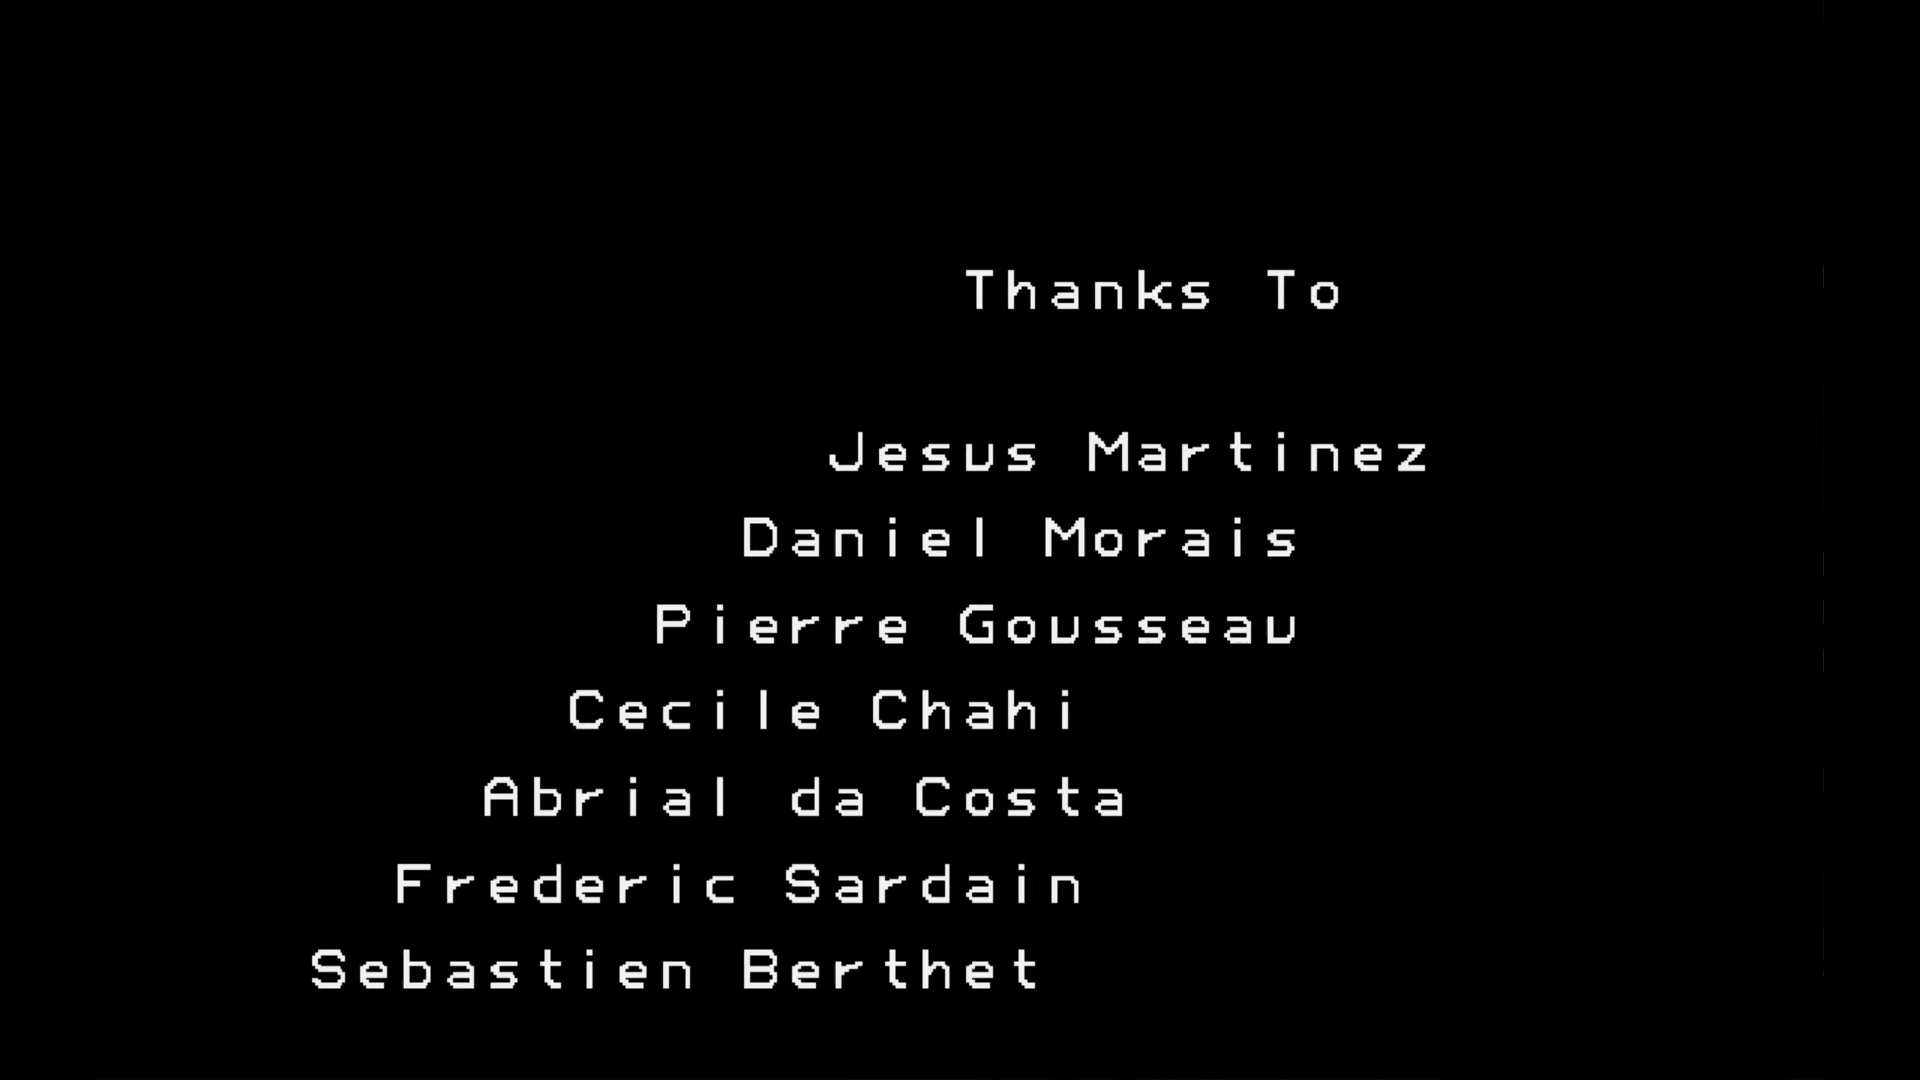 Thanks To
Jesus Martinez
Daniel Morais
Pierre Gousseau
Cecile Chahi
Abrial da Costa
Frederic Sardain
Sebastien Berthet